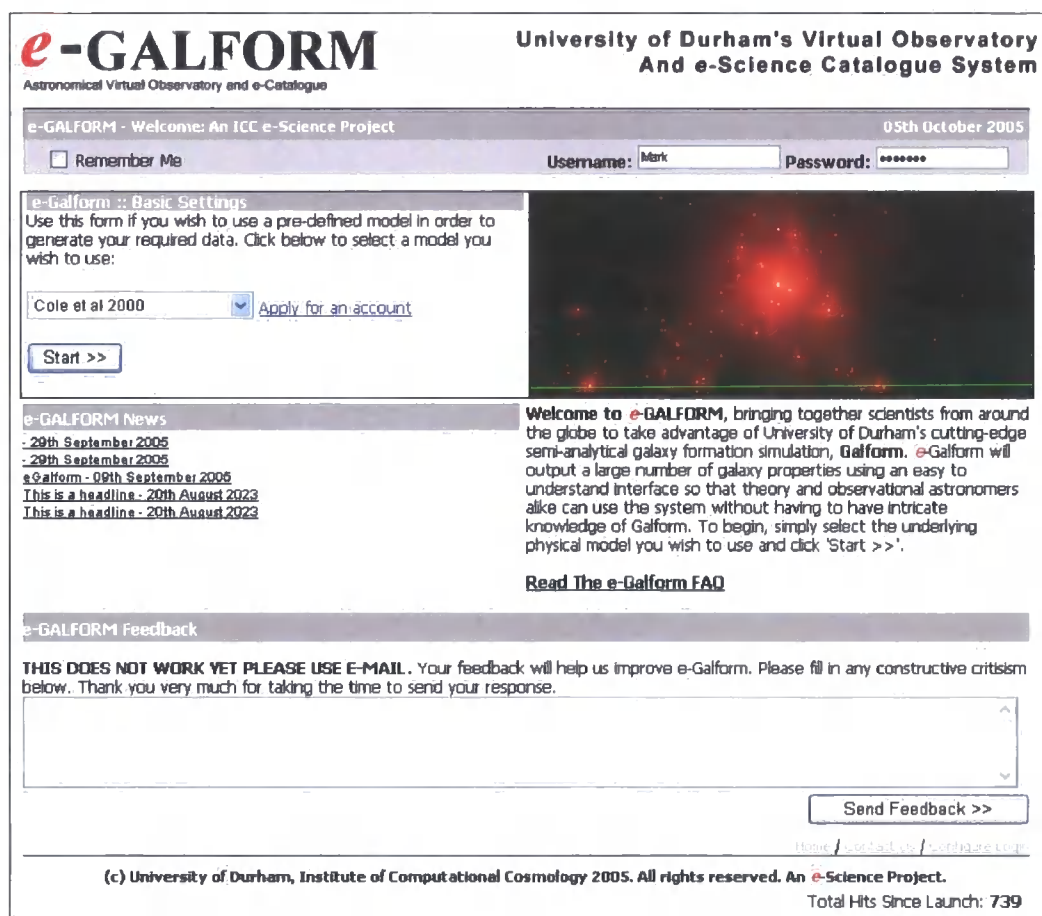 e-GALFORM
Astronomical Virtual Observatory and e-Catalogue
University of Durham's Virtual Observatory
And e-Science Catalogue System
e-GALFORM - Welcome: An ICC e-Science Project
05th October 2005
Remember Me
Username: Mark
Password: •••••••
e-Galform :: Basic Settings
Use this form if you wish to use a pre-defined model in order to
generate your required data. Click below to select a model you
wish to use:
Cole et al 2000
Apply for an account
Start >>
e-GALFORM News
- 29th September 2005
- 29th September 2005
eGalform - 09th September 2005
This is a headline - 20th August 2023
This is a headline - 20th August 2023
Welcome to e-GALFORM, bringing together scientists from around
the globe to take advantage of University of Durham's cutting-edge
semi-analytical galaxy formation simulation, Galform. e-Galform will
output a large number of galaxy properties using an easy to
understand interface so that theory and observational astronomers
alike can use the system without having to have intricate
knowledge of Galform. To begin, simply select the underlying
physical model you wish to use and click 'Start >>'.
Read The e-Galform FAQ
e-GALFORM Feedback
THIS DOES NOT WORK YET PLEASE USE E-MAIL. Your feedback will help us improve e-Galform. Please fill in any constructive critisism
below. Thank you very much for taking the time to send your response.
Send Feedback >>
Home / Contact Us / Configure Login
(c) University of Durham, Institute of Computational Cosmology 2005. All rights reserved. An e-Science Project.
Total Hits Since Launch: 739